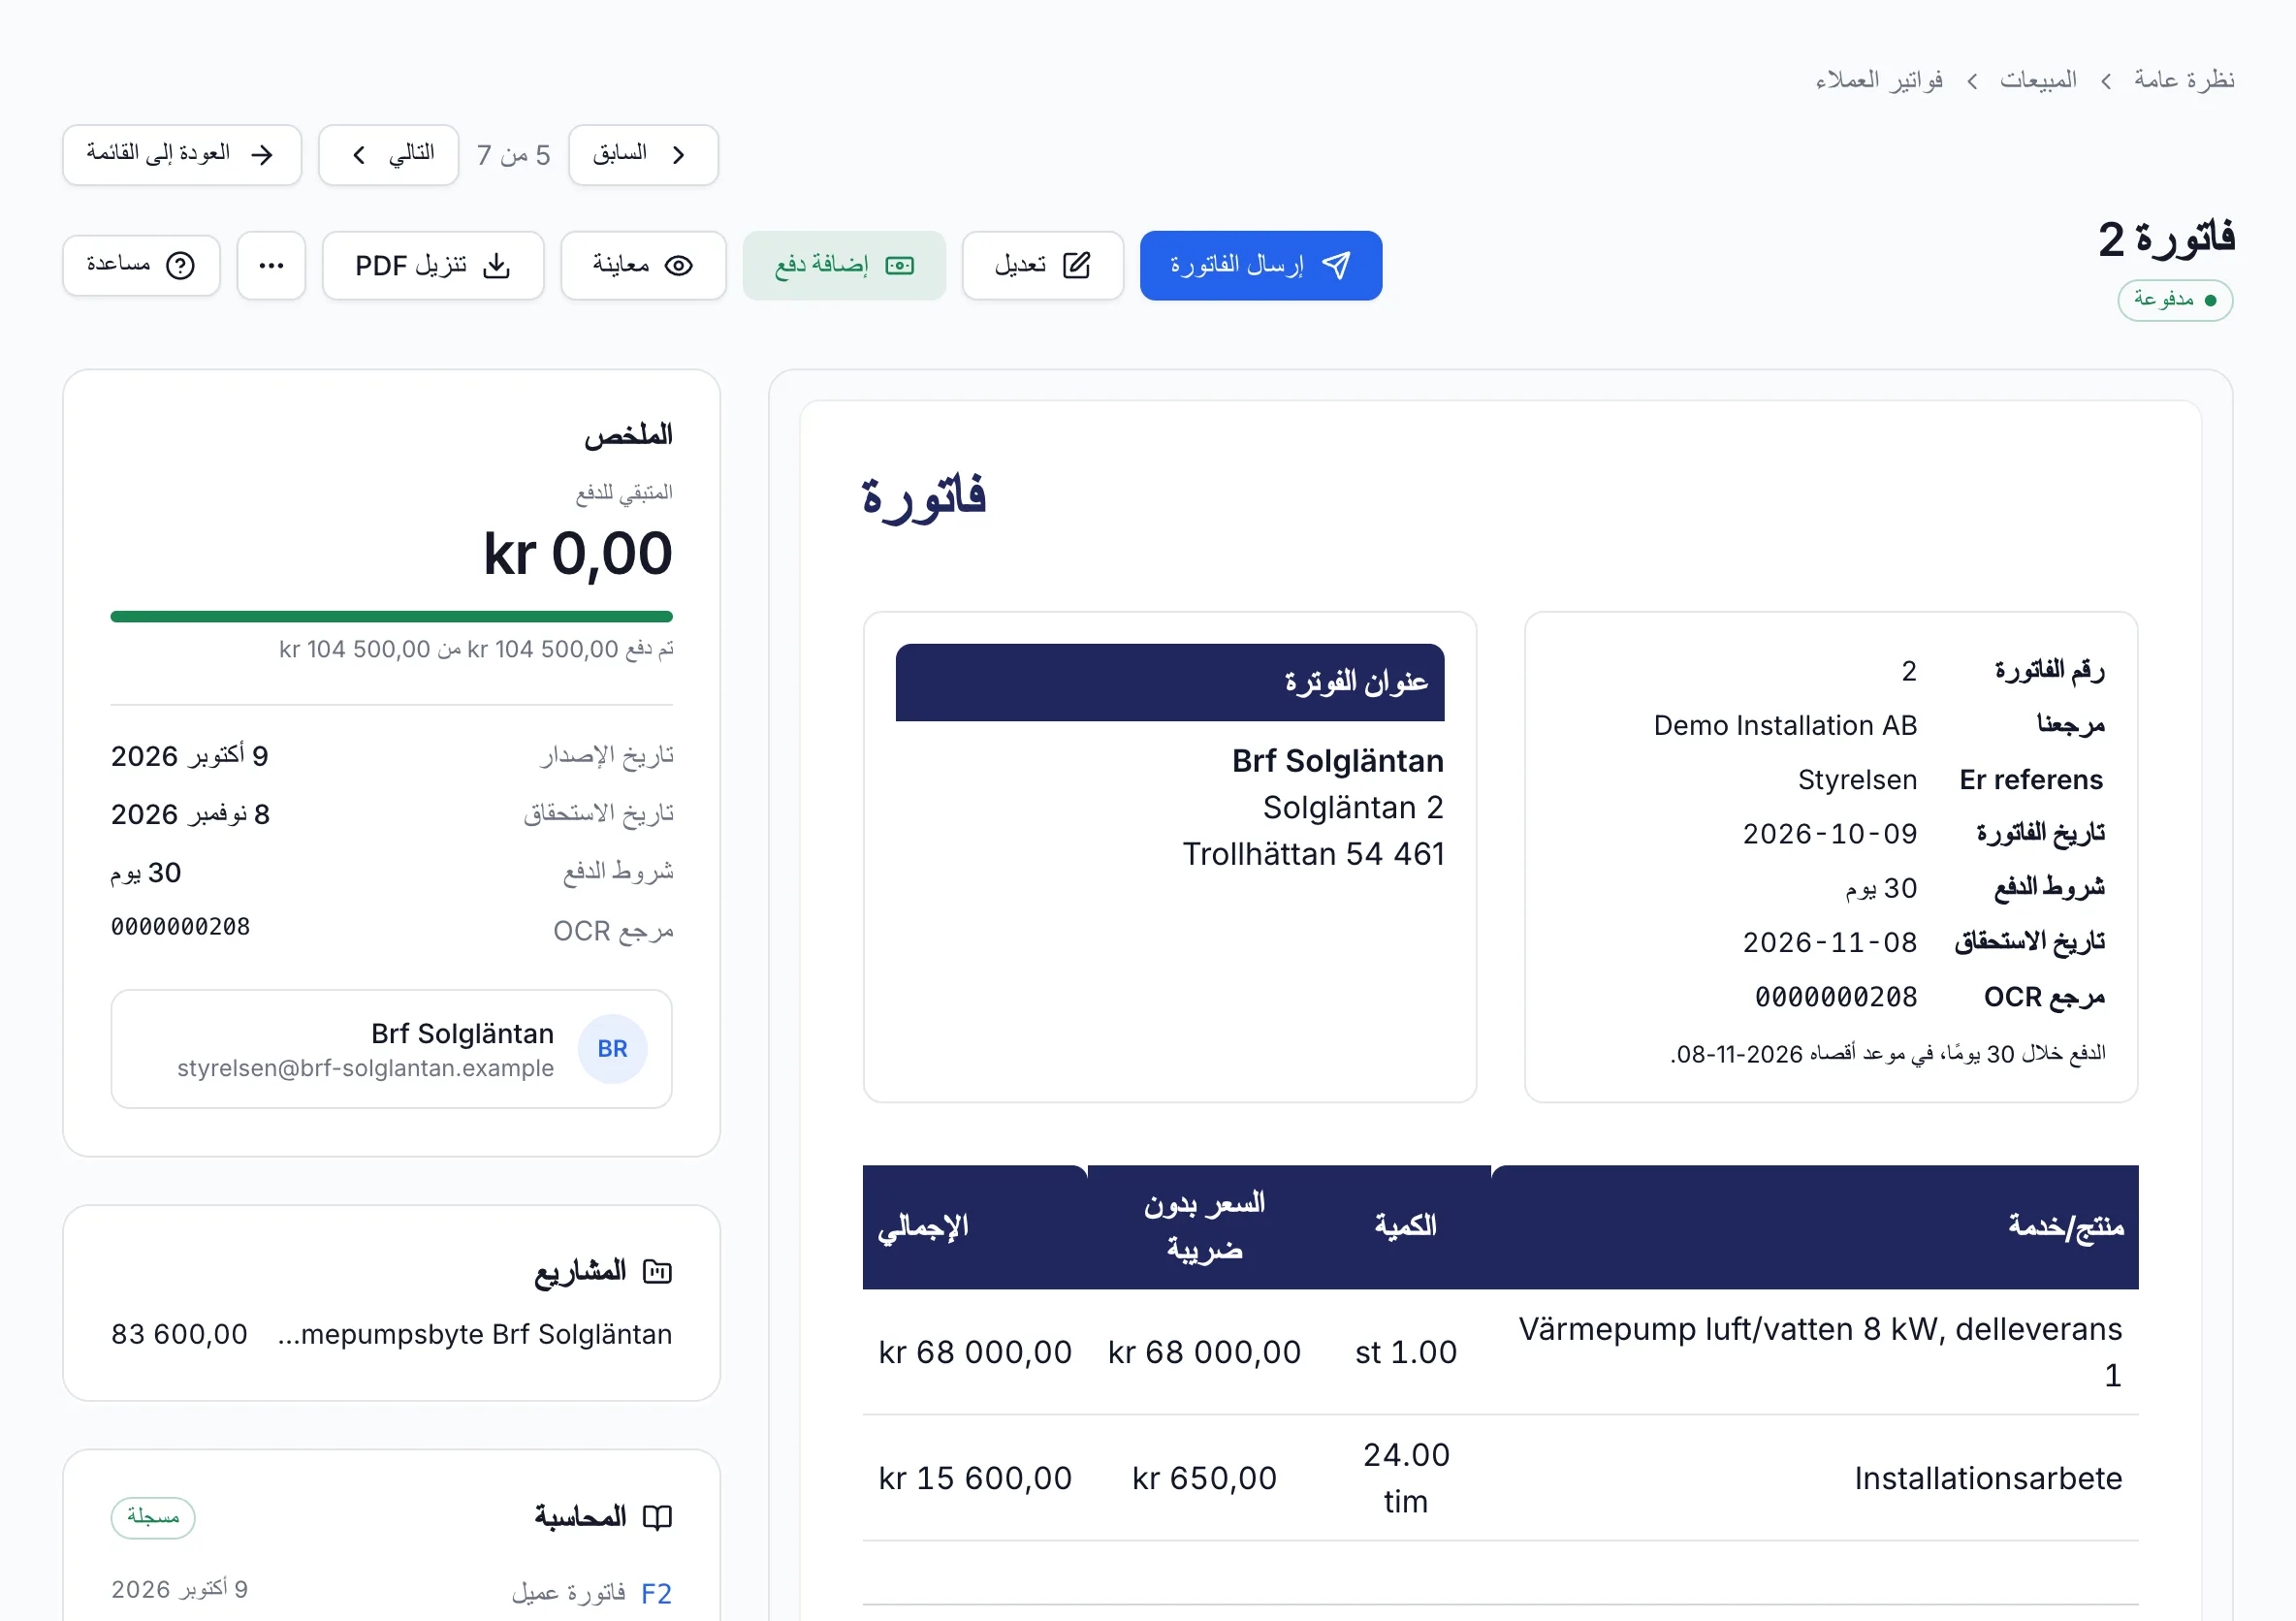 نظرة عامة
المبيعات
فواتير العملاء
السابق
5 من 7
التالي
العودة إلى القائمة
فاتورة 2
مدفوعة
إرسال الفاتورة
تعديل
إضافة دفع
معاينة
تنزيل PDF
مساعدة
فاتورة
رقم الفاتورة 2
مرجعنا Demo Installation AB
Er referens Styrelsen
تاريخ الفاتورة 2026-10-09
شروط الدفع 30 يوم
تاريخ الاستحقاق 2026-11-08
مرجع OCR 0000000208
الدفع خلال 30 يومًا، في موعد أقصاه 2026-11-08.
عنوان الفوترة
Brf Solgläntan
Solgläntan 2
Trollhättan 54 461
منتج/خدمة
الكمية
السعر بدون
ضريبة
الإجمالي
Värmepump luft/vatten 8 kW, delleverans
1
st 1.00
kr 68 000,00
kr 68 000,00
Installationsarbete
24.00
tim
kr 650,00
kr 15 600,00
الملخص
المتبقي للدفع
kr 0,00
تم دفع kr 104 500,00 من kr 104 500,00
تاريخ الإصدار 9 أكتوبر 2026
تاريخ الاستحقاق 8 نوفمبر 2026
شروط الدفع 30 يوم
مرجع OCR 0000000208
BR
Brf Solgläntan
styrelsen@brf-solglantan.example
المشاريع
...mepumpsbyte Brf Solgläntan 83 600,00
المحاسبة
مسجلة
F2 فاتورة عميل 9 أكتوبر 2026